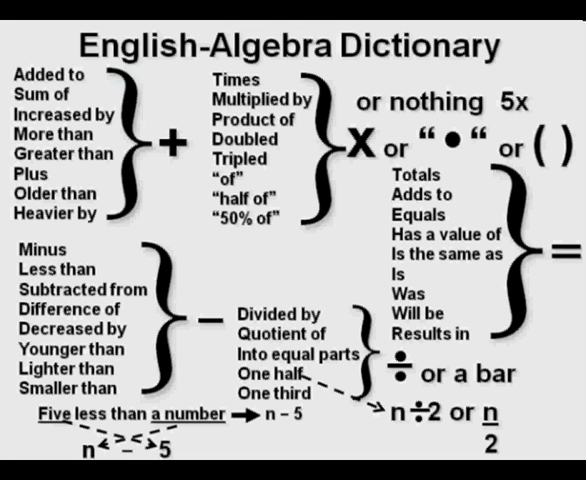 English-Algebra Dictionary
Added to
Sum of
Increased by
More than
Greater than
Plus
Older than
Heavier by
+
Times
Multiplied by
Product of
Doubled
Tripled
“of”
“half of”
“50% of”
or nothing 5x
X or “ • “ or ( )
Totals
Adds to
Equals
Has a value of
Is the same as
Is
Was
Will be
Results in
=
Minus
Less than
Subtracted from
Difference of
Decreased by
Younger than
Lighter than
Smaller than
–
Divided by
Quotient of
Into equal parts
One half
One third
÷ or a bar
n÷2 or n
2
Five less than a number → n – 5
n – 5